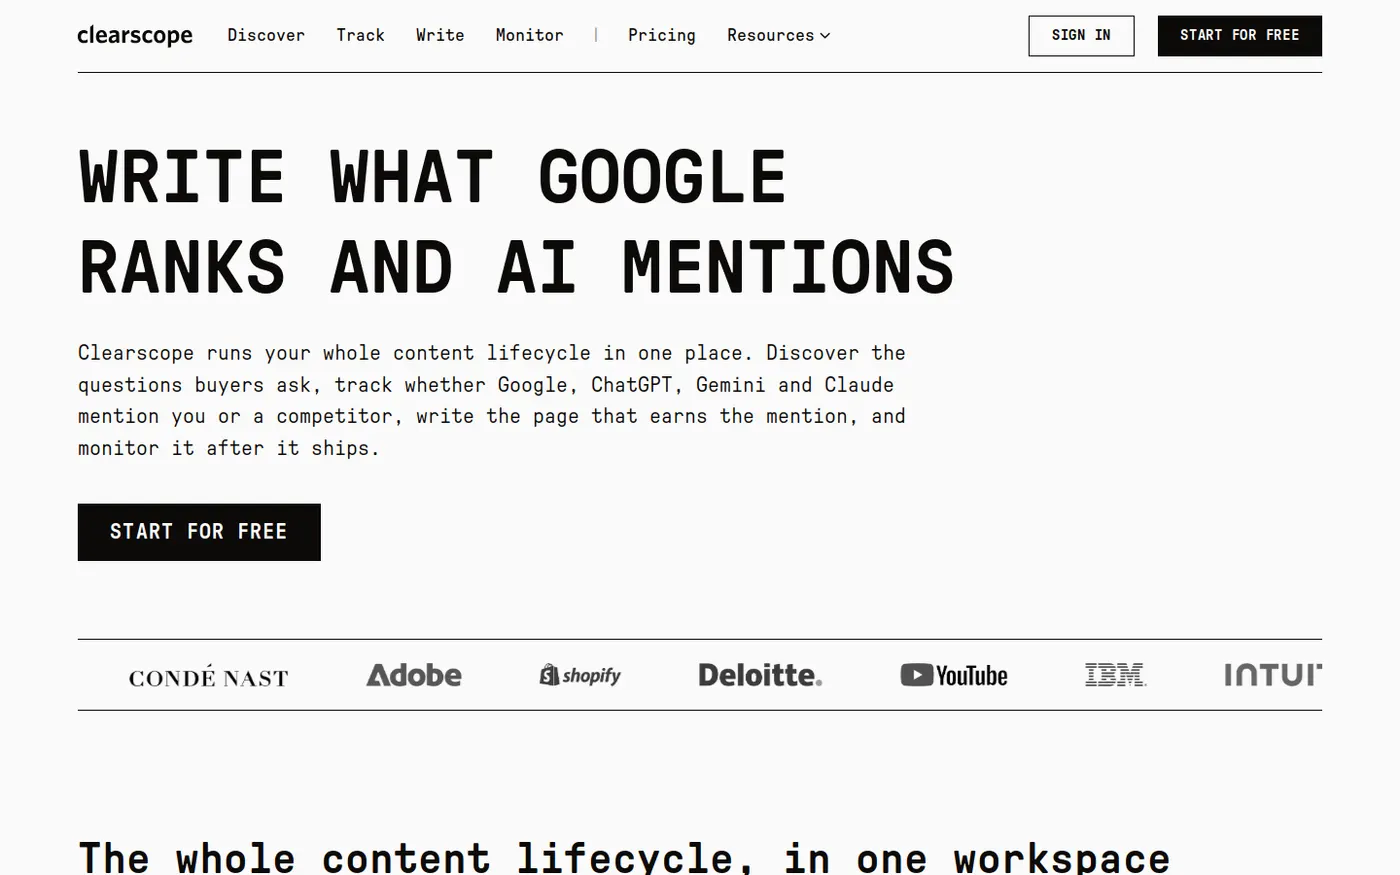 clearscope Discover Track Write Monitor | Pricing Resources SIGN IN START FOR FREE
WRITE WHAT GOOGLE
RANKS AND AI MENTIONS
Clearscope runs your whole content lifecycle in one place. Discover the
questions buyers ask, track whether Google, ChatGPT, Gemini and Claude
mention you or a competitor, write the page that earns the mention, and
monitor it after it ships.
START FOR FREE
CONDÉ NAST Adobe shopify Deloitte. YouTube IBM INTUIT
The whole content lifecycle, in one workspace